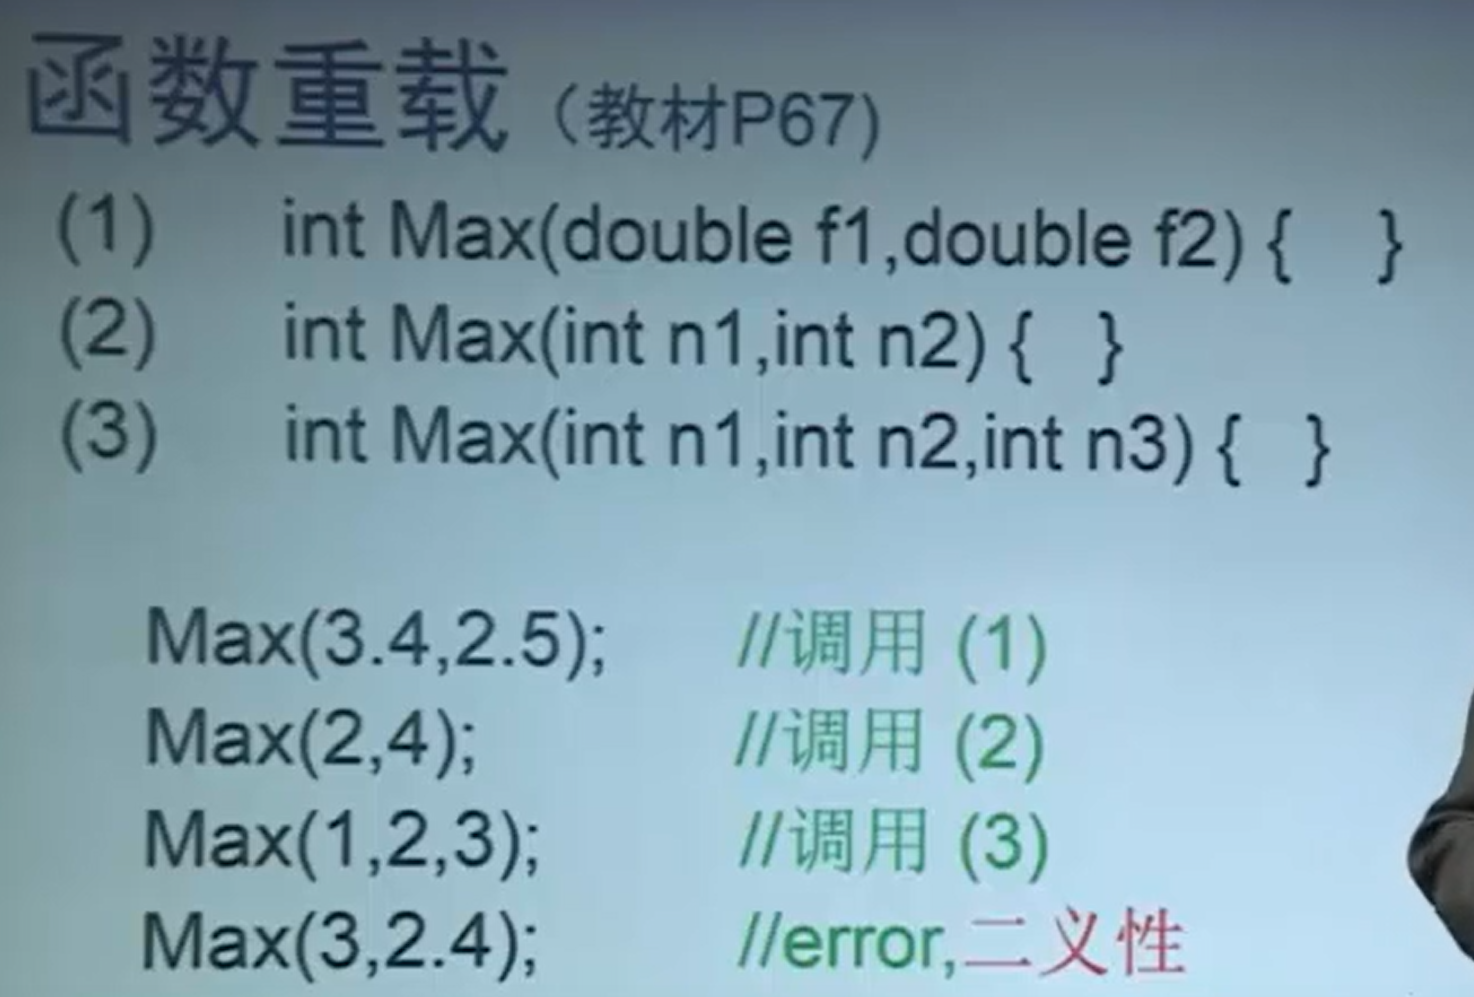 函数重载（教材P67)
(1) int Max(double f1,double f2) { }
(2) int Max(int n1,int n2) { }
(3) int Max(int n1,int n2,int n3) { }
Max(3.4,2.5); //调用 (1)
Max(2,4); //调用 (2)
Max(1,2,3); //调用 (3)
Max(3,2.4); //error,二义性